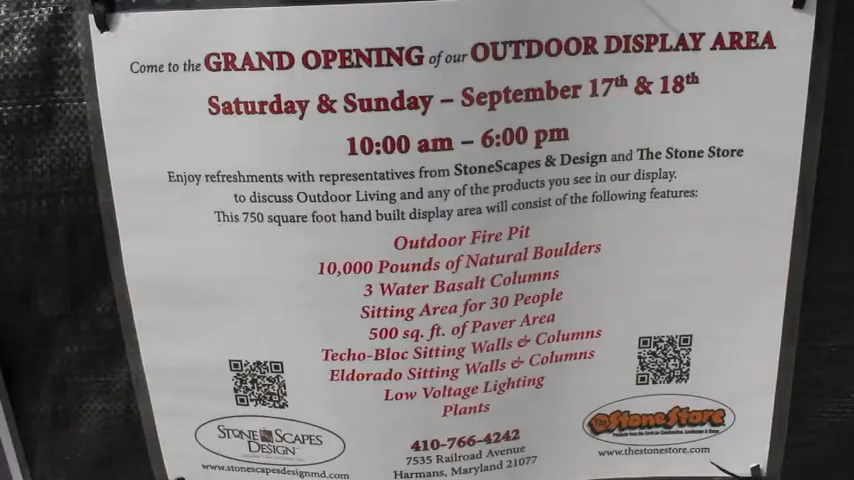 Come to the GRAND OPENING of our OUTDOOR DISPLAY AREA
Saturday & Sunday – September 17th & 18th
10:00 am – 6:00 pm
Enjoy refreshments with representatives from StoneScapes & Design and The Stone Store
to discuss Outdoor Living and any of the products you see in our display.
This 750 square foot hand built display area will consist of the following features:
Outdoor Fire Pit
10,000 Pounds of Natural Boulders
3 Water Basalt Columns
Sitting Area for 30 People
500 sq. ft. of Paver Area
Techo-Bloc Sitting Walls & Columns
Eldorado Sitting Walls & Columns
Low Voltage Lighting
Plants
STONE SCAPES
DESIGN
www.stonescapesdesignmd.com
410-766-4242
7535 Railroad Avenue
Harmans, Maryland 21077
The Stone Store
www.thestonestore.com